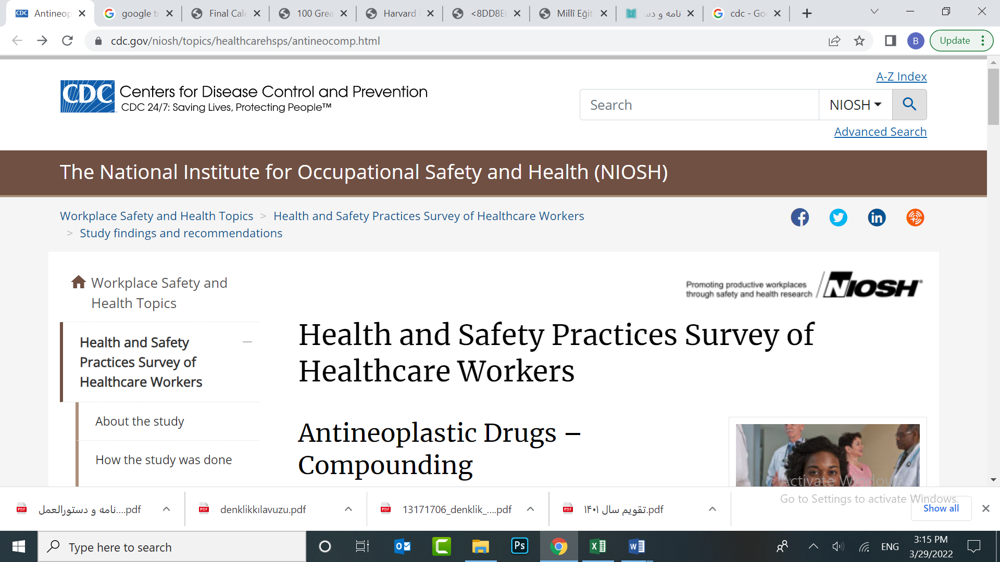 Antineop
google tr
Final Cale
100 Grea
Harvard
<8DD8E
Millî Eğit
نامه و دس
cdc - Go
cdc.gov/niosh/topics/healthcarehsps/antineocomp.html
B
Update
A-Z Index
CDC
Centers for Disease Control and Prevention
CDC 24/7: Saving Lives, Protecting People™
Search
NIOSH
Advanced Search
The National Institute for Occupational Safety and Health (NIOSH)
Workplace Safety and Health Topics > Health and Safety Practices Survey of Healthcare Workers
> Study findings and recommendations
Workplace Safety and
Health Topics
Promoting productive workplaces
through safety and health research
NIOSH®
Health and Safety
Practices Survey of
Healthcare Workers
About the study
How the study was done
Health and Safety Practices Survey of
Healthcare Workers
Antineoplastic Drugs –
Compounding
Activate Windows
Go to Settings to activate Windows.
نامه و دستورالعمل....pdf
denklikkılavuzu.pdf
13171706_denklik_....pdf
تقویم سال ۱۴۰۱.pdf
Show all
Type here to search
Ps
ENG
3:15 PM
3/29/2022